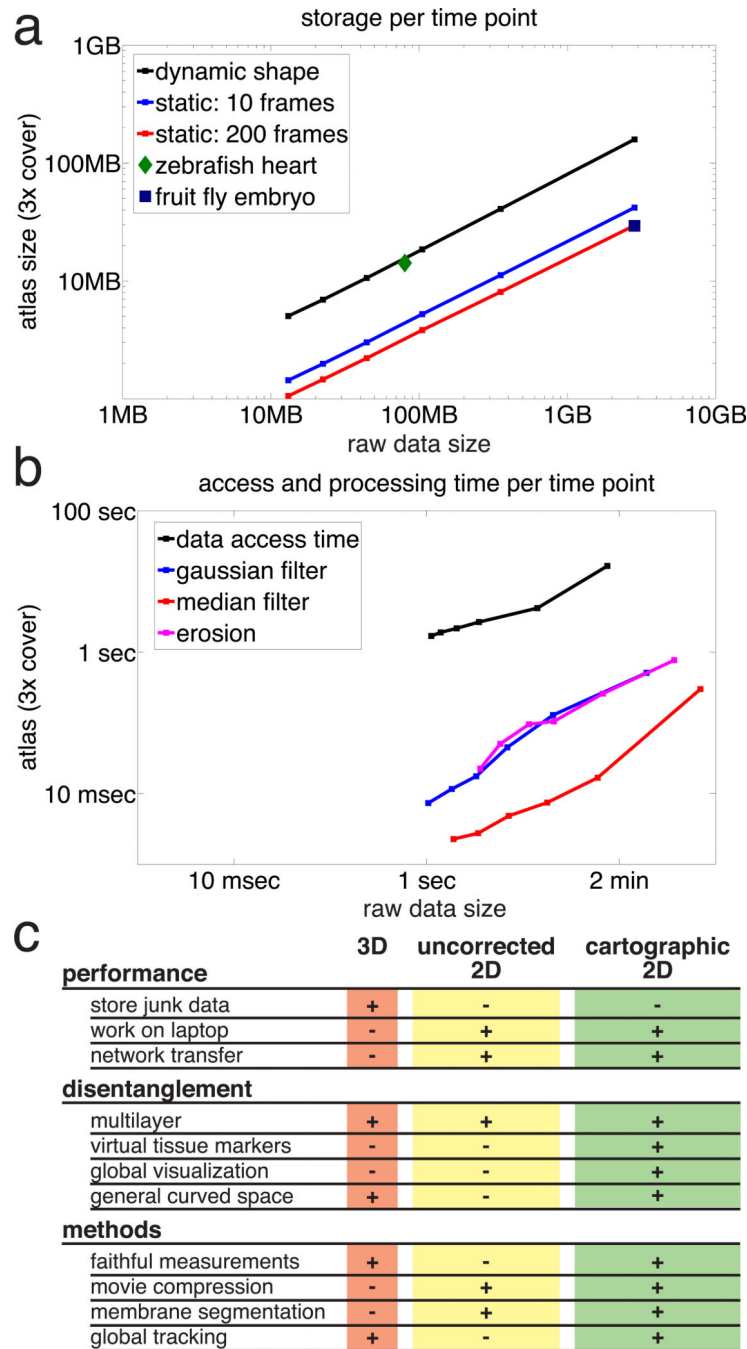 a
storage per time point
1GB
100MB
10MB
atlas size (3x cover)
dynamic shape
static: 10 frames
static: 200 frames
zebrafish heart
fruit fly embryo
1MB 10MB 100MB 1GB 10GB
raw data size
b
access and processing time per time point
100 sec
1 sec
10 msec
atlas (3x cover)
data access time
gaussian filter
median filter
erosion
10 msec 1 sec 2 min
raw data size
c
3D uncorrected 2D cartographic 2D
performance
store junk data + - -
work on laptop - + +
network transfer - + +
disentanglement
multilayer + + +
virtual tissue markers - - +
global visualization - - +
general curved space + - +
methods
faithful measurements + - +
movie compression - + +
membrane segmentation - + +
global tracking + - +